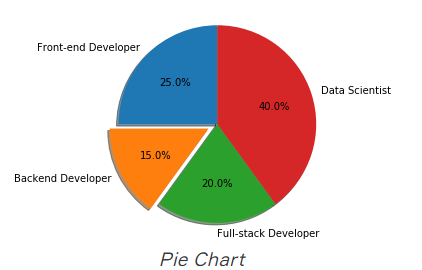 Front-end Developer
25.0%
Data Scientist
40.0%
15.0%
Backend Developer
20.0%
Full-stack Developer
Pie Chart